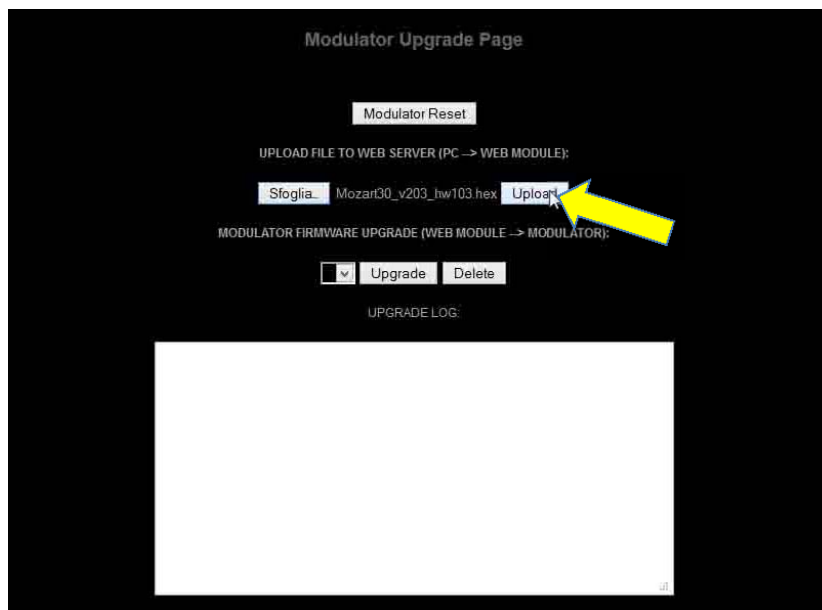 Modulator Upgrade Page
Modulator Reset
UPLOAD FILE TO WEB SERVER (PC --> WEB MODULE):
Sfoglia_ Mozart30_v203_hw103.hex Upload
MODULATOR FIRMWARE UPGRADE (WEB MODULE --> MODULATOR):
Upgrade Delete
UPGRADE LOG: